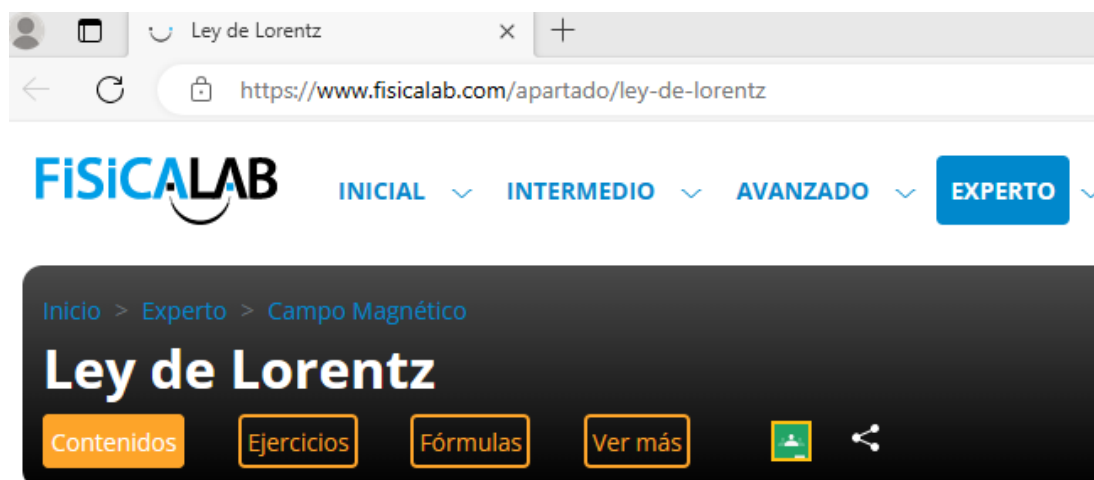 Ley de Lorentz
https://www.fisicalab.com/apartado/ley-de-lorentz
FiSiCALAB INICIAL INTERMEDIO AVANZADO EXPERTO
Inicio > Experto > Campo Magnético
Ley de Lorentz
Contenidos Ejercicios Fórmulas Ver más